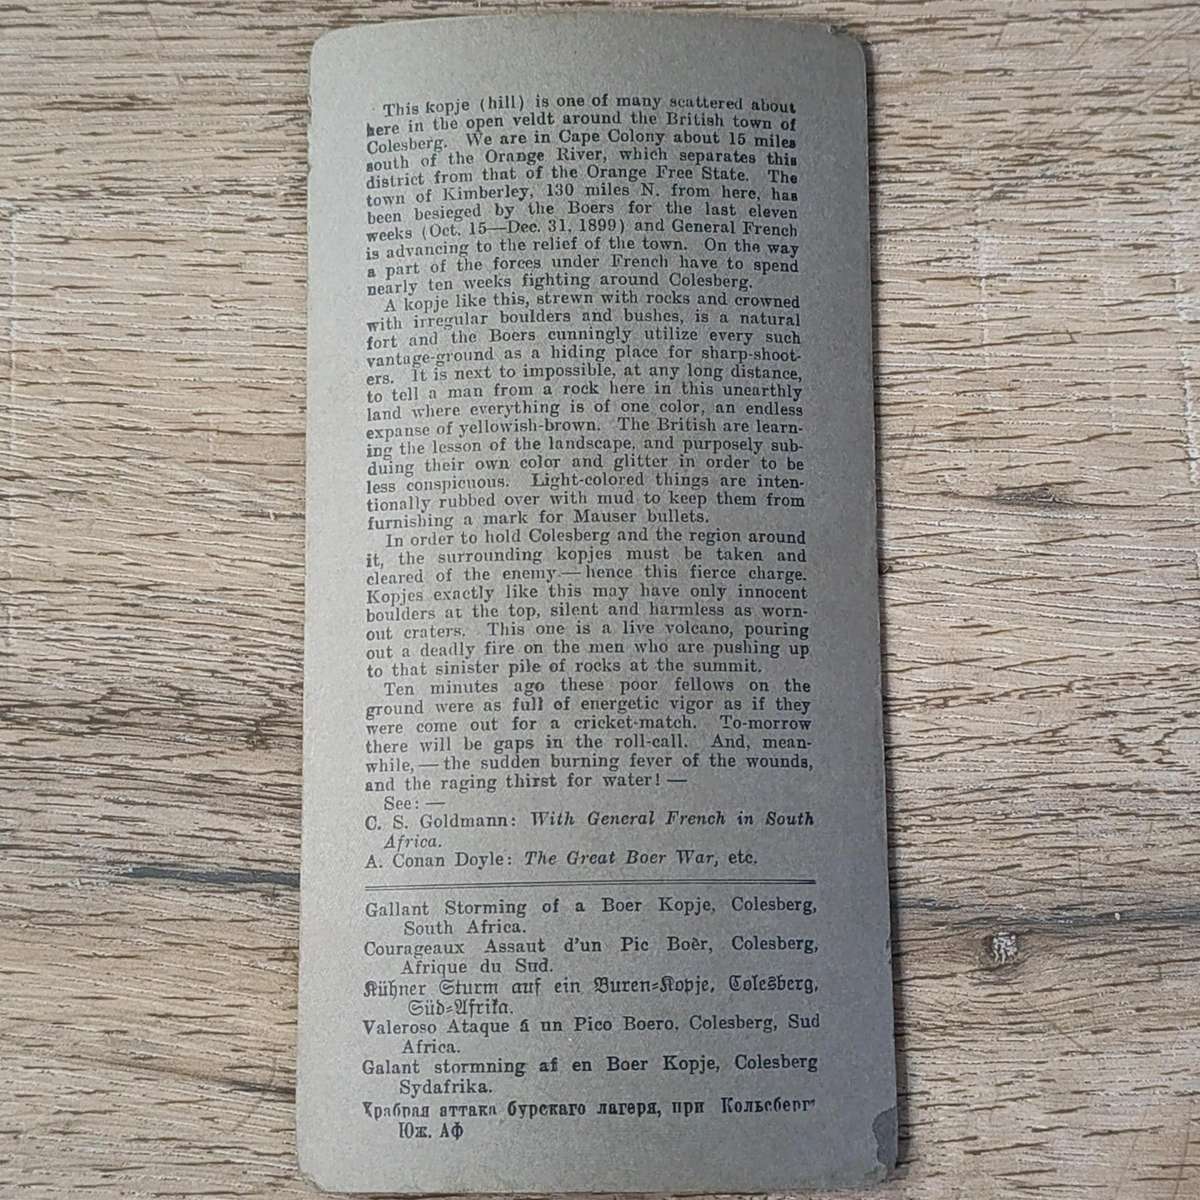 This kopje (hill) is one of many scattered about
here in the open veldt around the British town of
Colesberg. We are in Cape Colony about 15 miles
south of the Orange River, which separates this
district from that of the Orange Free State. The
town of Kimberley, 130 miles N. from here, has
been besieged by the Boers for the last eleven
weeks (Oct. 15—Dec. 31, 1899) and General French
is advancing to the relief of the town. On the way
a part of the forces under French have to spend
nearly ten weeks fighting around Colesberg.
A kopje like this, strewn with rocks and crowned
with irregular boulders and bushes, is a natural
fort and the Boers cunningly utilize every such
vantage-ground as a hiding place for sharp-shoot-
ers. It is next to impossible, at any long distance,
to tell a man from a rock here in this unearthly
land where everything is of one color, an endless
expanse of yellowish-brown. The British are learn-
ing the lesson of the landscape, and purposely sub-
duing their own color and glitter in order to be
less conspicuous. Light-colored things are inten-
tionally rubbed over with mud to keep them from
furnishing a mark for Mauser bullets.
In order to hold Colesberg and the region around
it, the surrounding kopjes must be taken and
cleared of the enemy — hence this fierce charge.
Kopjes exactly like this may have only innocent
boulders at the top, silent and harmless as worn-
out craters. This one is a live volcano, pouring
out a deadly fire on the men who are pushing up
to that sinister pile of rocks at the summit.
Ten minutes ago these poor fellows on the
ground were as full of energetic vigor as if they
were come out for a cricket-match. To-morrow
there will be gaps in the roll-call. And, mean-
while, — the sudden burning fever of the wounds,
and the raging thirst for water! —
See: —
C. S. Goldmann: With General French in South
Africa.
A. Conan Doyle: The Great Boer War, etc.
Gallant Storming of a Boer Kopje, Colesberg,
South Africa.
Courageaux Assaut d'un Pic Boër, Colesberg,
Afrique du Sud.
Kühner Sturm auf ein Buren-Kopje, Colesberg,
Süd-Afrika.
Valeroso Ataque á un Pico Boero, Colesberg, Sud
Africa.
Galant stormning af en Boer Kopje, Colesberg
Sydafrika.
Храбрая аттака бурскаго лагеря, при Кольсберг
Юж. АФ